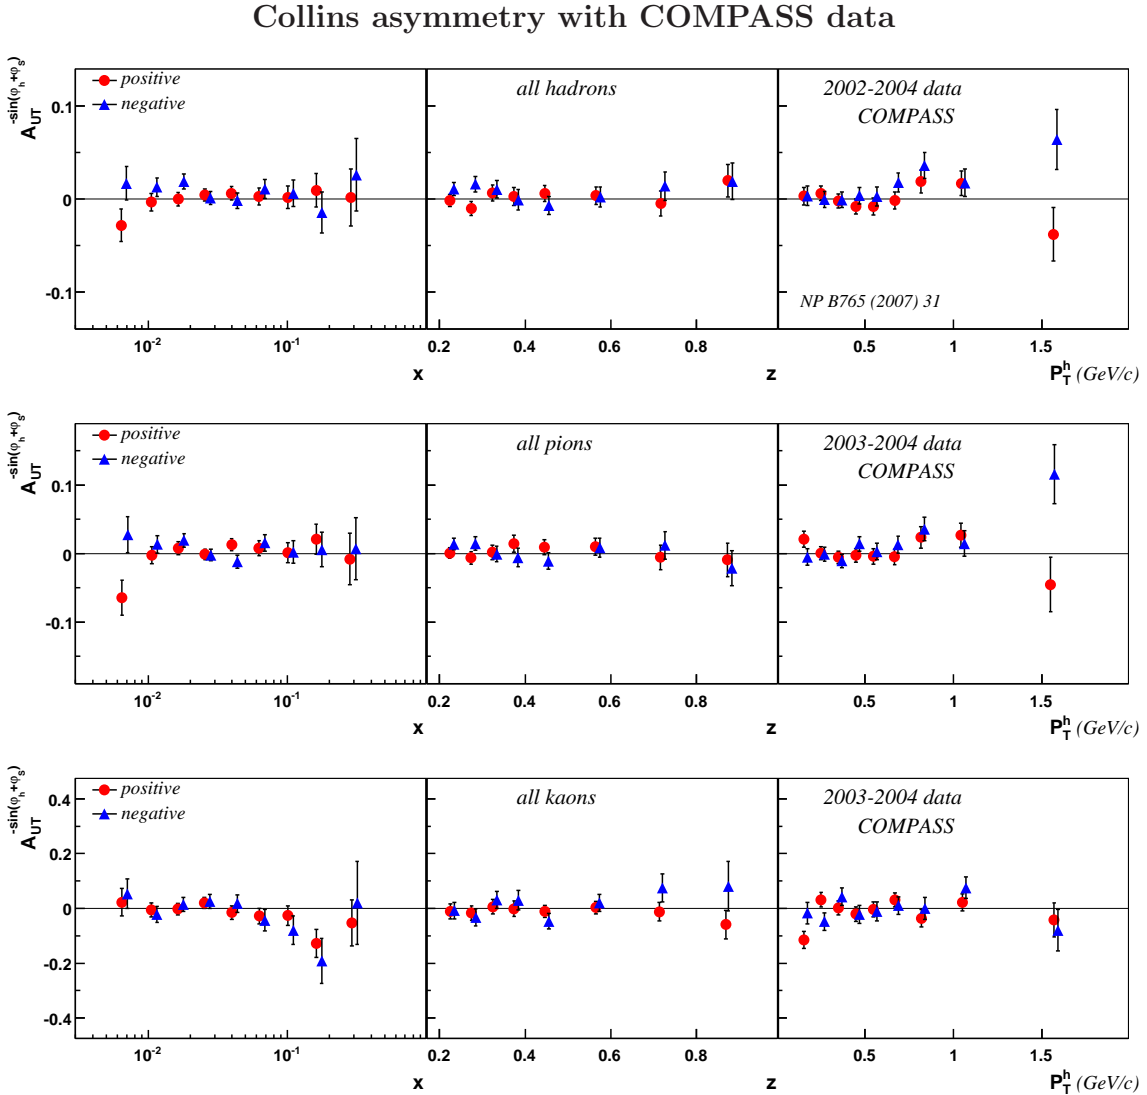 Collins asymmetry with COMPASS data
A_UT^-sin(φ_h+φ_S)
positive
negative
all hadrons
2002-2004 data
COMPASS
NP B765 (2007) 31
0.1
0
-0.1
10^-2 10^-1 0.2 0.4 0.6 0.8 0.5 1 1.5
x z P_T^h (GeV/c)
A_UT^-sin(φ_h+φ_S)
positive
negative
all pions
2003-2004 data
COMPASS
0.1
0
-0.1
10^-2 10^-1 0.2 0.4 0.6 0.8 0.5 1 1.5
x z P_T^h (GeV/c)
A_UT^-sin(φ_h+φ_S)
positive
negative
all kaons
2003-2004 data
COMPASS
0.4
0.2
0
-0.2
-0.4
10^-2 10^-1 0.2 0.4 0.6 0.8 0.5 1 1.5
x z P_T^h (GeV/c)